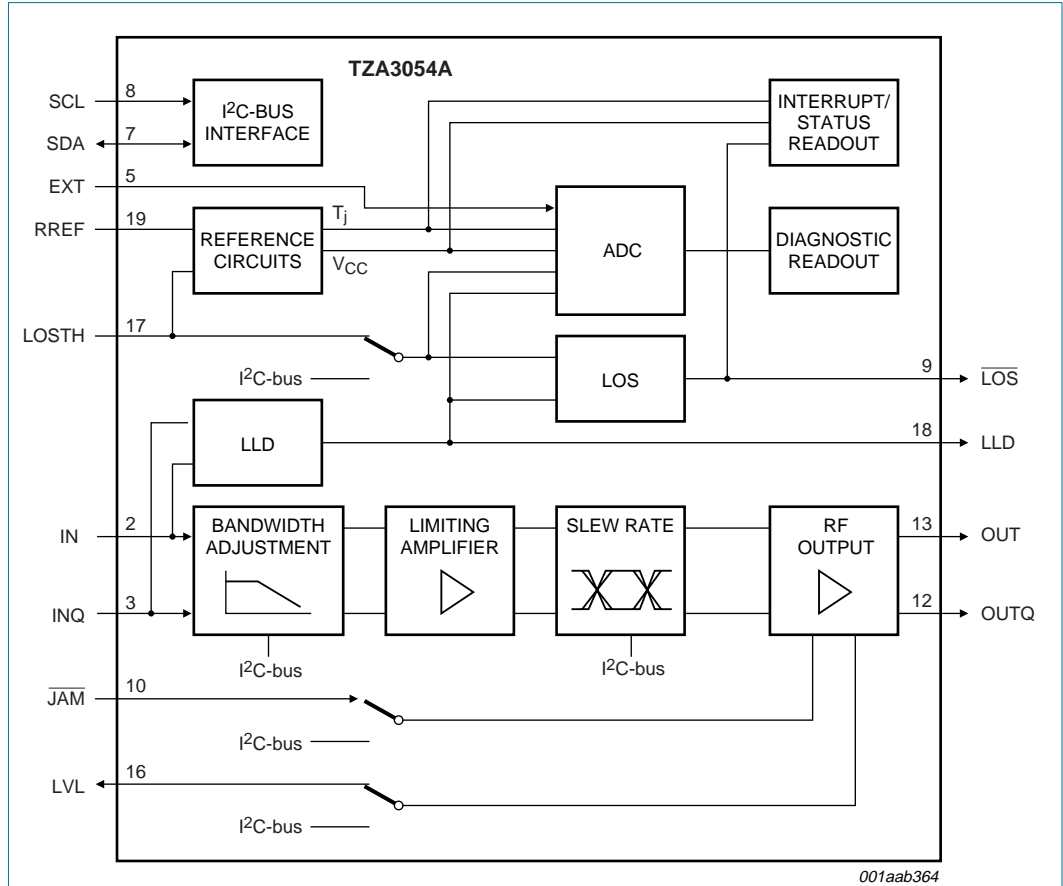 TZA3054A
SCL
8
SDA
7
I²C-BUS
INTERFACE
INTERRUPT/
STATUS
READOUT
EXT
5
RREF
19
REFERENCE
CIRCUITS
Tj
VCC
ADC
DIAGNOSTIC
READOUT
LOSTH
17
I²C-bus
LOS
9
L̅O̅S̅
LLD
18
LLD
IN
2
INQ
3
BANDWIDTH
ADJUSTMENT
LIMITING
AMPLIFIER
SLEW RATE
RF
OUTPUT
13
OUT
12
OUTQ
I²C-bus
I²C-bus
J̅A̅M̅
10
I²C-bus
LVL
16
I²C-bus
001aab364